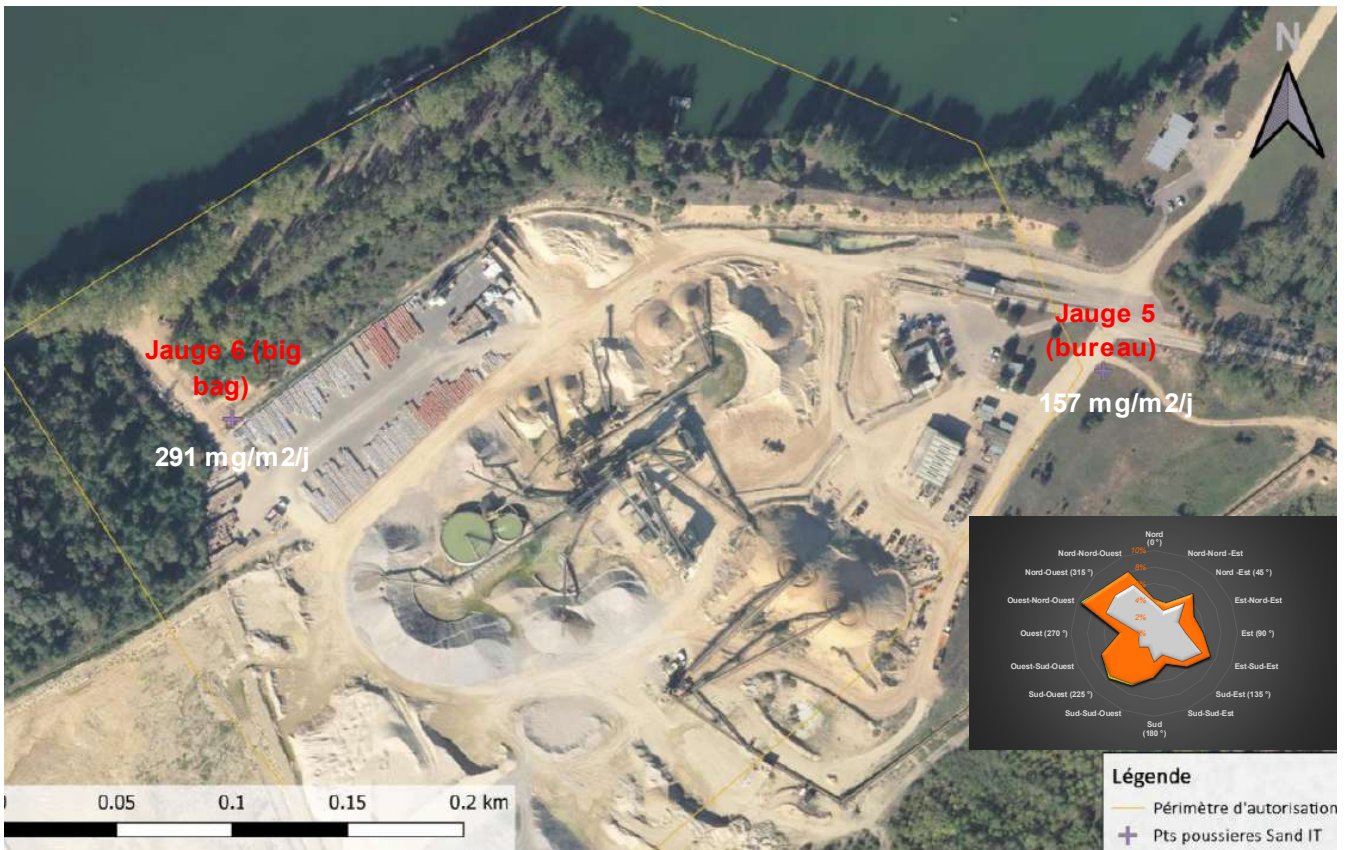 N
Jauge 5
(bureau)
157 mg/m2/j
Jauge 6 (big
bag)
291 mg/m2/j
Nord
(0°)
Nord-Nord-Ouest
10%
Nord-Nord -Est
Nord-Ouest (315 °)
8%
Nord -Est (45 °)
Ouest-Nord-Ouest
4%
Est-Nord-Est
2%
Ouest (270 °)
Est (90 °)
Ouest-Sud-Ouest
Est-Sud-Est
Sud-Ouest (225 °)
Sud-Est (135 °)
Sud-Sud-Ouest
Sud-Sud-Est
Sud
(180 °)
Légende
Périmètre d'autorisation
Pts poussieres Sand IT
0.05 0.1 0.15 0.2 km